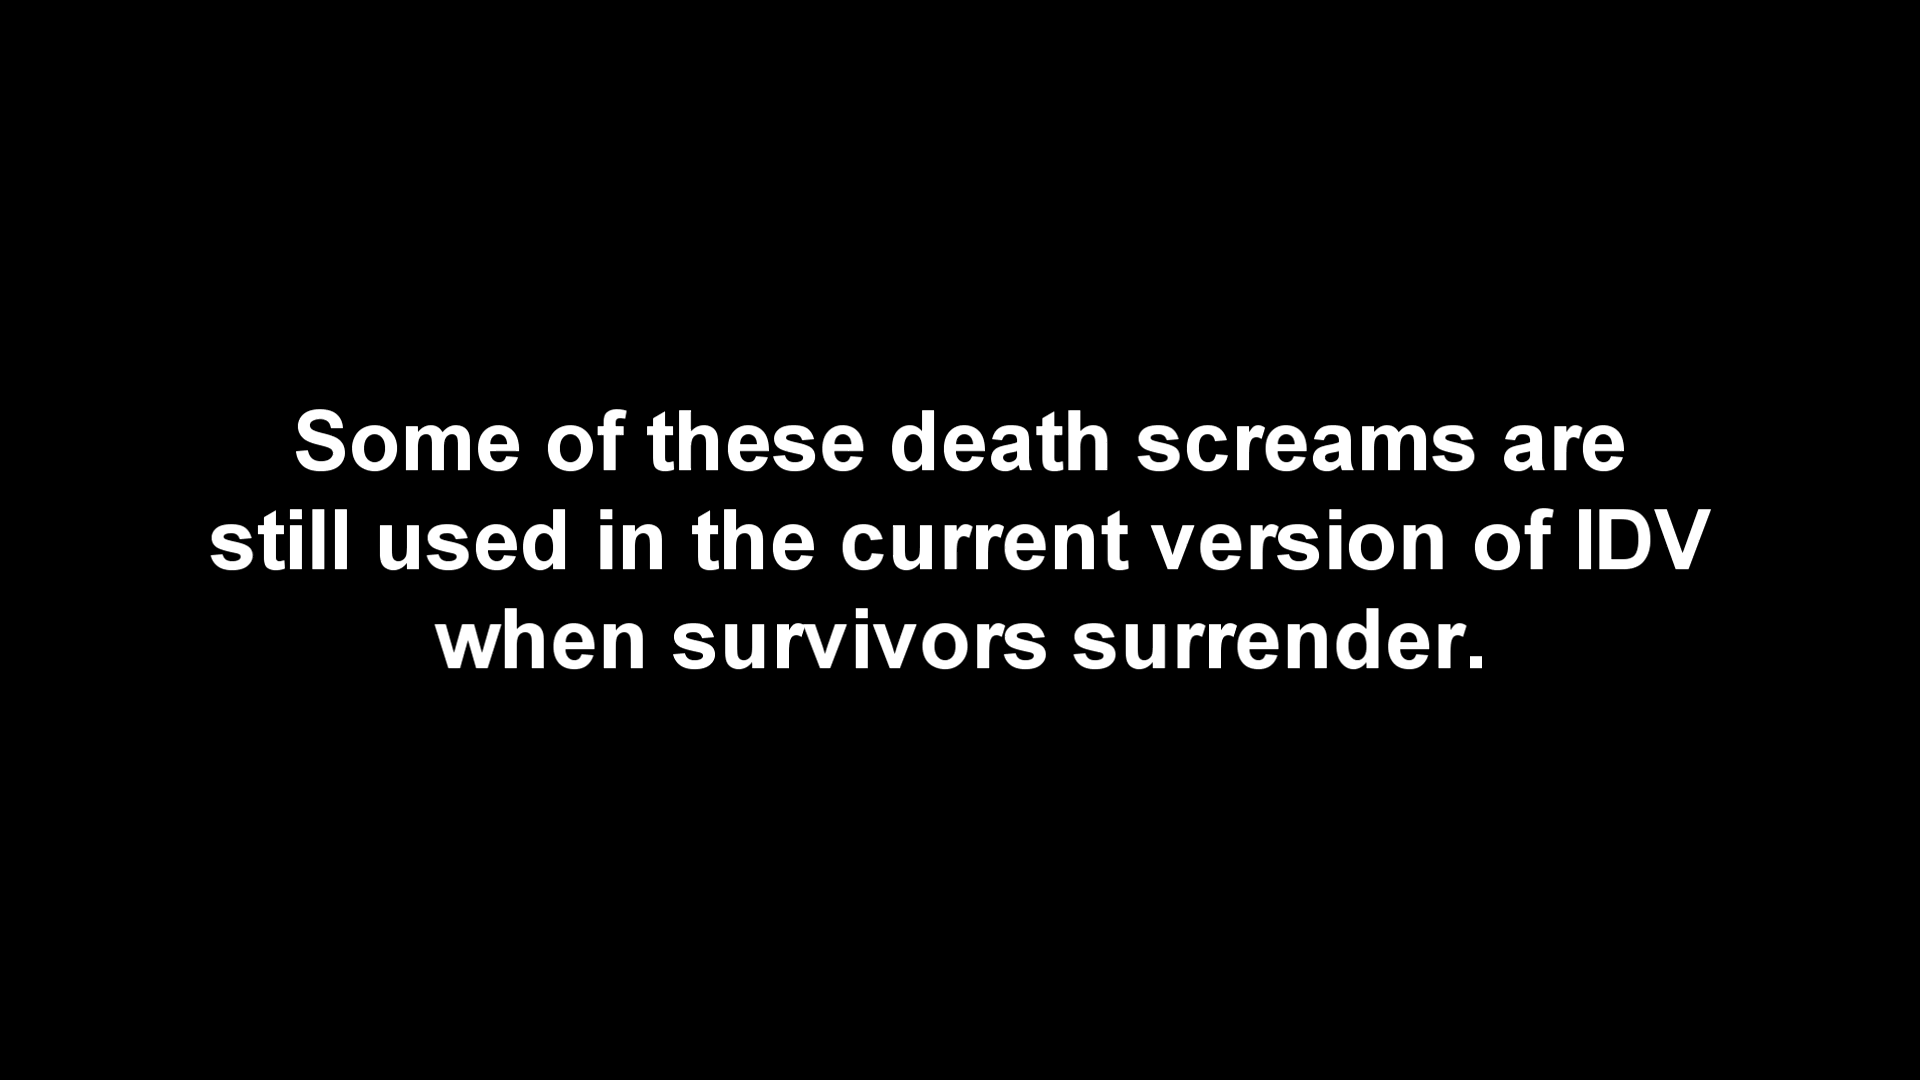 Some of these death screams are
still used in the current version of IDV
when survivors surrender.